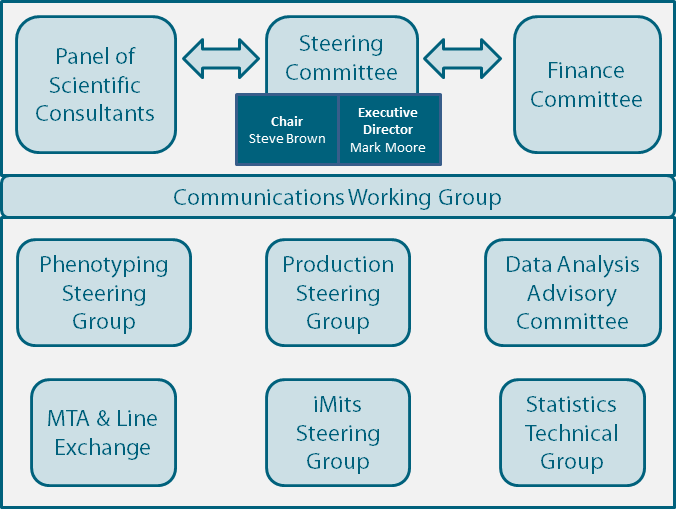 Panel of
Scientific
Consultants
Steering
Committee
Finance
Committee
Chair
Steve Brown
Executive
Director
Mark Moore
Communications Working Group
Phenotyping
Steering
Group
Production
Steering
Group
Data Analysis
Advisory
Committee
MTA & Line
Exchange
iMits
Steering
Group
Statistics
Technical
Group